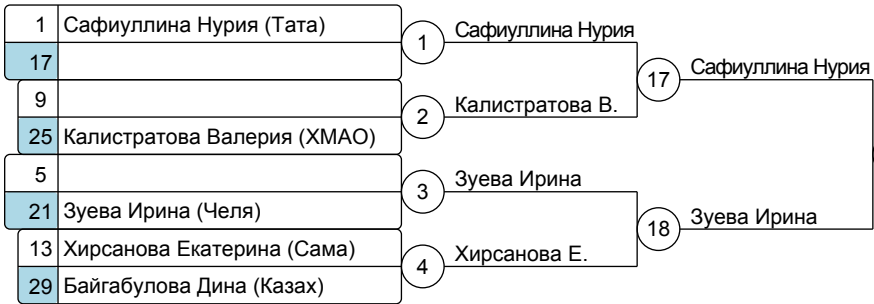 1 Сафиуллина Нурия (Тата)
17
9
25 Калистратова Валерия (ХМАО)
5
21 Зуева Ирина (Челя)
13 Хирсанова Екатерина (Сама)
29 Байгабулова Дина (Казах)
1 Сафиуллина Нурия
2 Калистратова В.
3 Зуева Ирина
4 Хирсанова Е.
17 Сафиуллина Нурия
18 Зуева Ирина